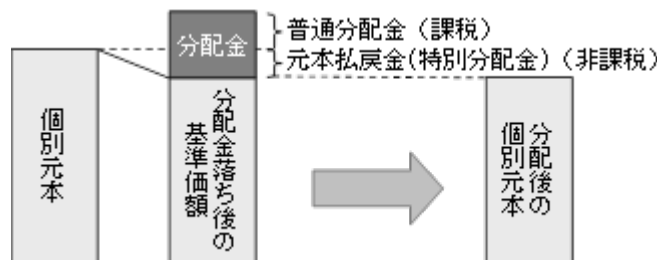 分配金
普通分配金（課税）
元本払戻金(特別分配金)（非課税）
個別元本
分配金落ち後の
基準価額
分配後の
個別元本